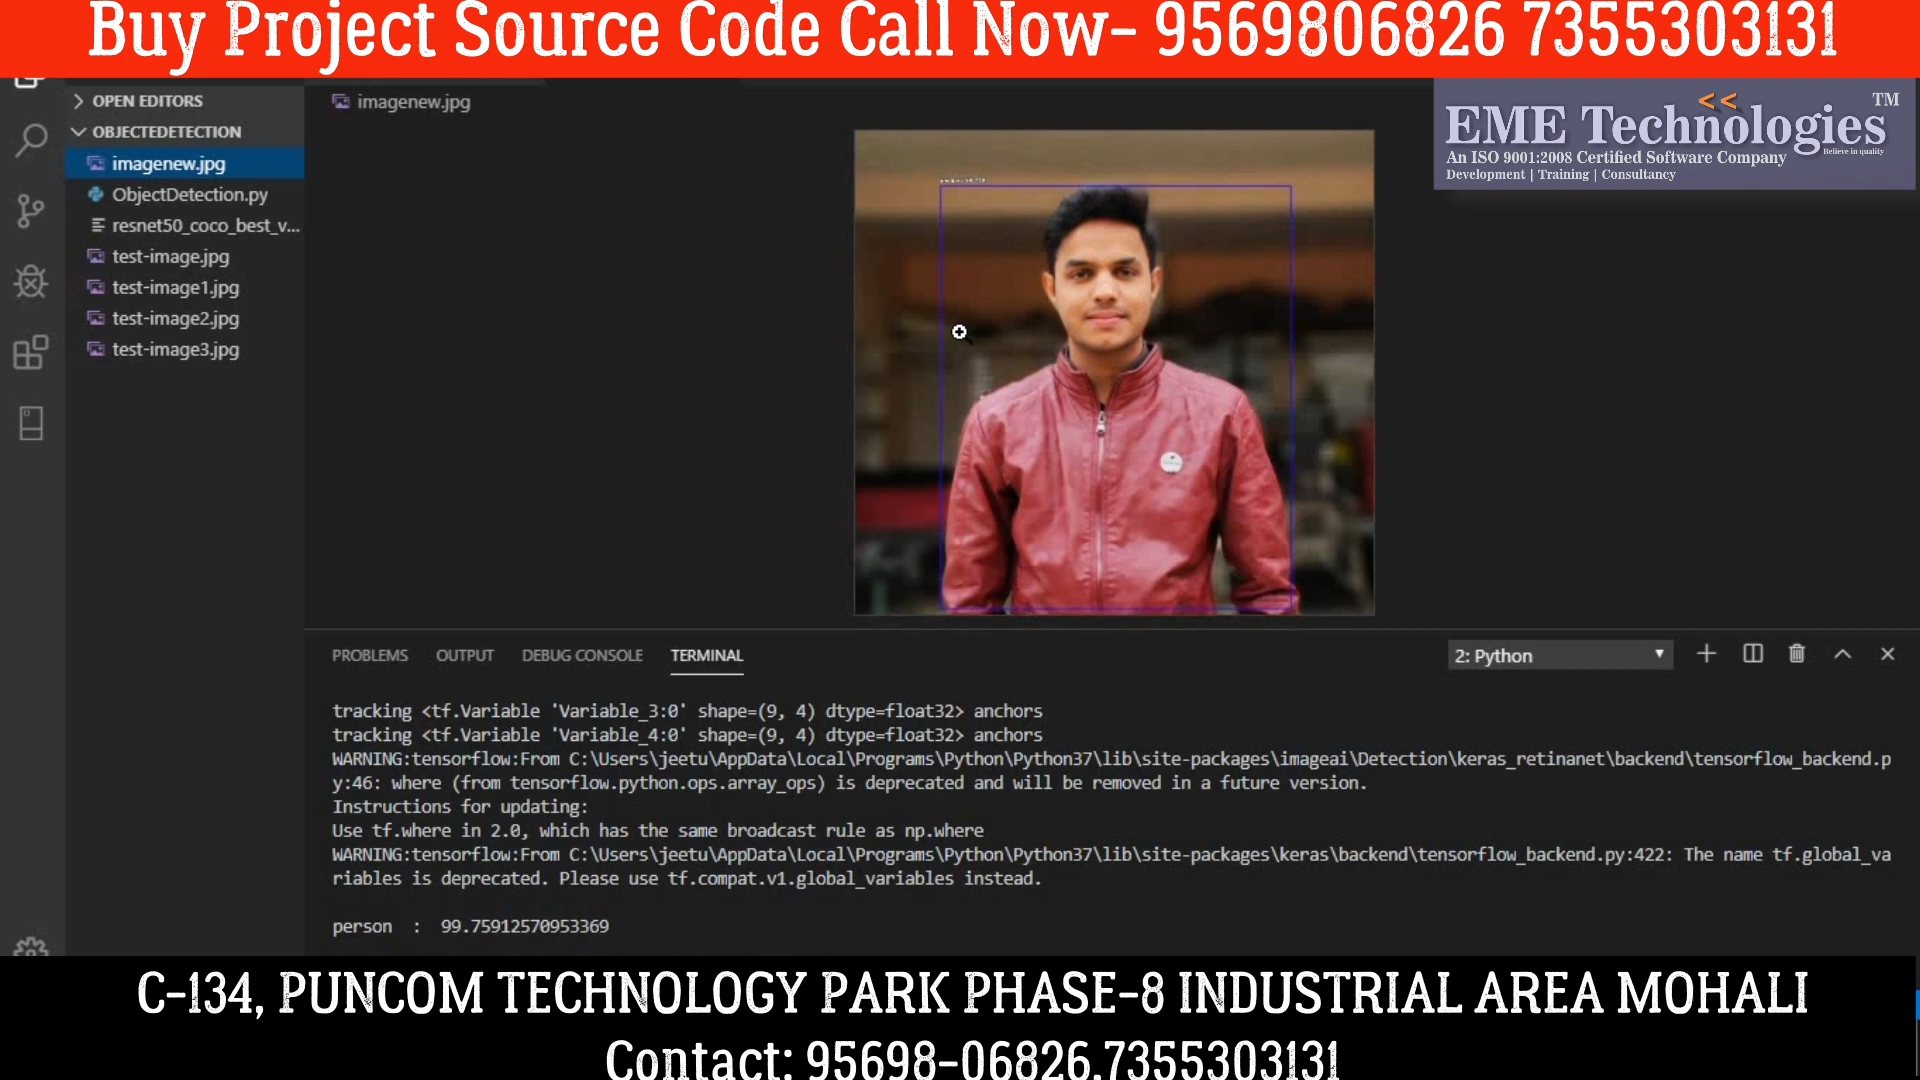 Buy Project Source Code Call Now- 9569806826 7355303131
<<
EME Technologies TM
Believe in quality
An ISO 9001:2008 Certified Software Company
Development | Training | Consultancy
OPEN EDITORS
OBJECTEDETECTION
imagenew.jpg
ObjectDetection.py
resnet50_coco_best_v...
test-image.jpg
test-image1.jpg
test-image2.jpg
test-image3.jpg
imagenew.jpg
PROBLEMS OUTPUT DEBUG CONSOLE TERMINAL 2: Python
tracking <tf.Variable 'Variable_3:0' shape=(9, 4) dtype=float32> anchors
tracking <tf.Variable 'Variable_4:0' shape=(9, 4) dtype=float32> anchors
WARNING:tensorflow:From C:\Users\jeetu\AppData\Local\Programs\Python\Python37\lib\site-packages\imageai\Detection\keras_retinanet\backend\tensorflow_backend.p
y:46: where (from tensorflow.python.ops.array_ops) is deprecated and will be removed in a future version.
Instructions for updating:
Use tf.where in 2.0, which has the same broadcast rule as np.where
WARNING:tensorflow:From C:\Users\jeetu\AppData\Local\Programs\Python\Python37\lib\site-packages\keras\backend\tensorflow_backend.py:422: The name tf.global_va
riables is deprecated. Please use tf.compat.v1.global_variables instead.
person : 99.75912570953369
C-134, PUNCOM TECHNOLOGY PARK PHASE-8 INDUSTRIAL AREA MOHALI
Contact: 95698-06826,7355303131